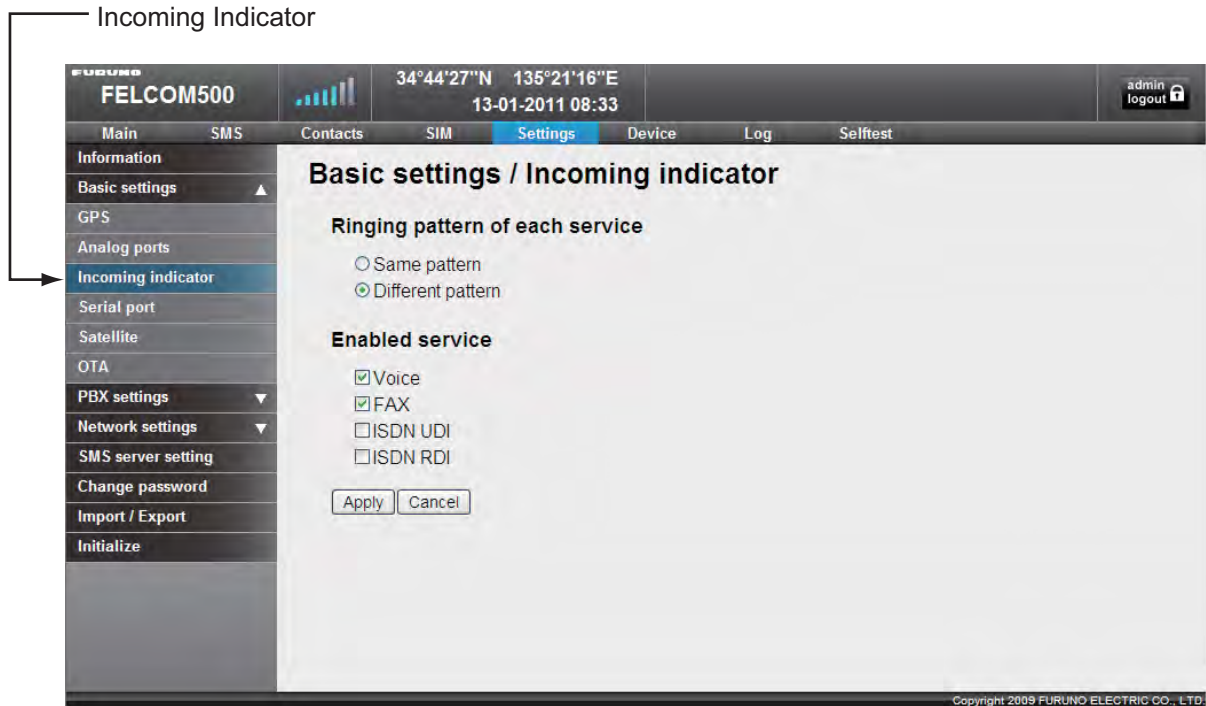 Incoming Indicator
FURUNO
FELCOM500
34°44'27"N 135°21'16"E
13-01-2011 08:33
admin
logout
Main SMS Contacts SIM Settings Device Log Selftest
Information
Basic settings ▲
GPS
Analog ports
Incoming indicator
Serial port
Satellite
OTA
PBX settings ▼
Network settings ▼
SMS server setting
Change password
Import / Export
Initialize
Basic settings / Incoming indicator
Ringing pattern of each service
Same pattern
Different pattern
Enabled service
Voice
FAX
ISDN UDI
ISDN RDI
Apply Cancel
Copyright 2009 FURUNO ELECTRIC CO., LTD.